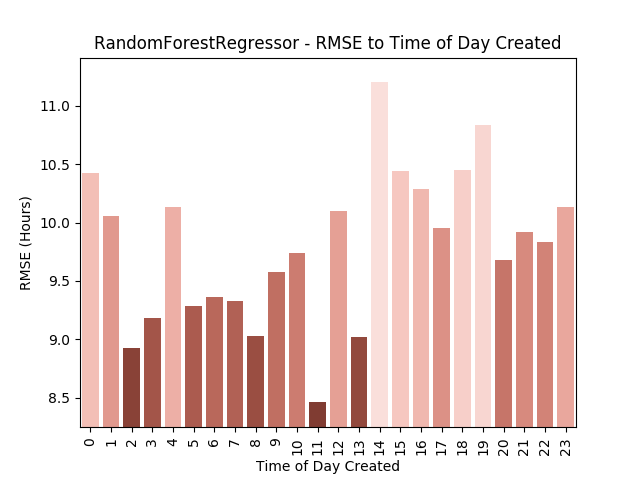 RandomForestRegressor - RMSE to Time of Day Created
RMSE (Hours)
11.0
10.5
10.0
9.5
9.0
8.5
0 1 2 3 4 5 6 7 8 9 10 11 12 13 14 15 16 17 18 19 20 21 22 23
Time of Day Created